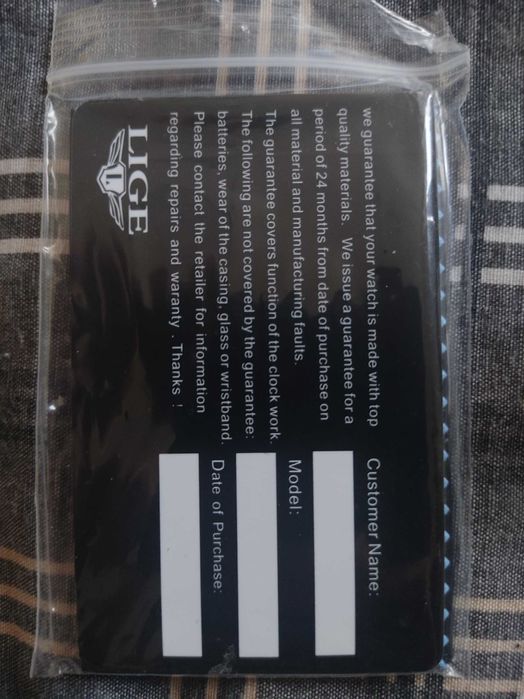 we guarantee that your watch is made with top
quality materials. We issue a guarantee for a
period of 24 months from date of purchase on
all material and manufacturing faults.
The guarantee covers function of the clock work.
The following are not covered by the guarantee:
batteries, wear of the casing, glass or wristband.
Please contact the retailer for information
regarding repairs and waranty . Thanks !
LIGE
L
Customer Name:
Model:
Date of Purchase: